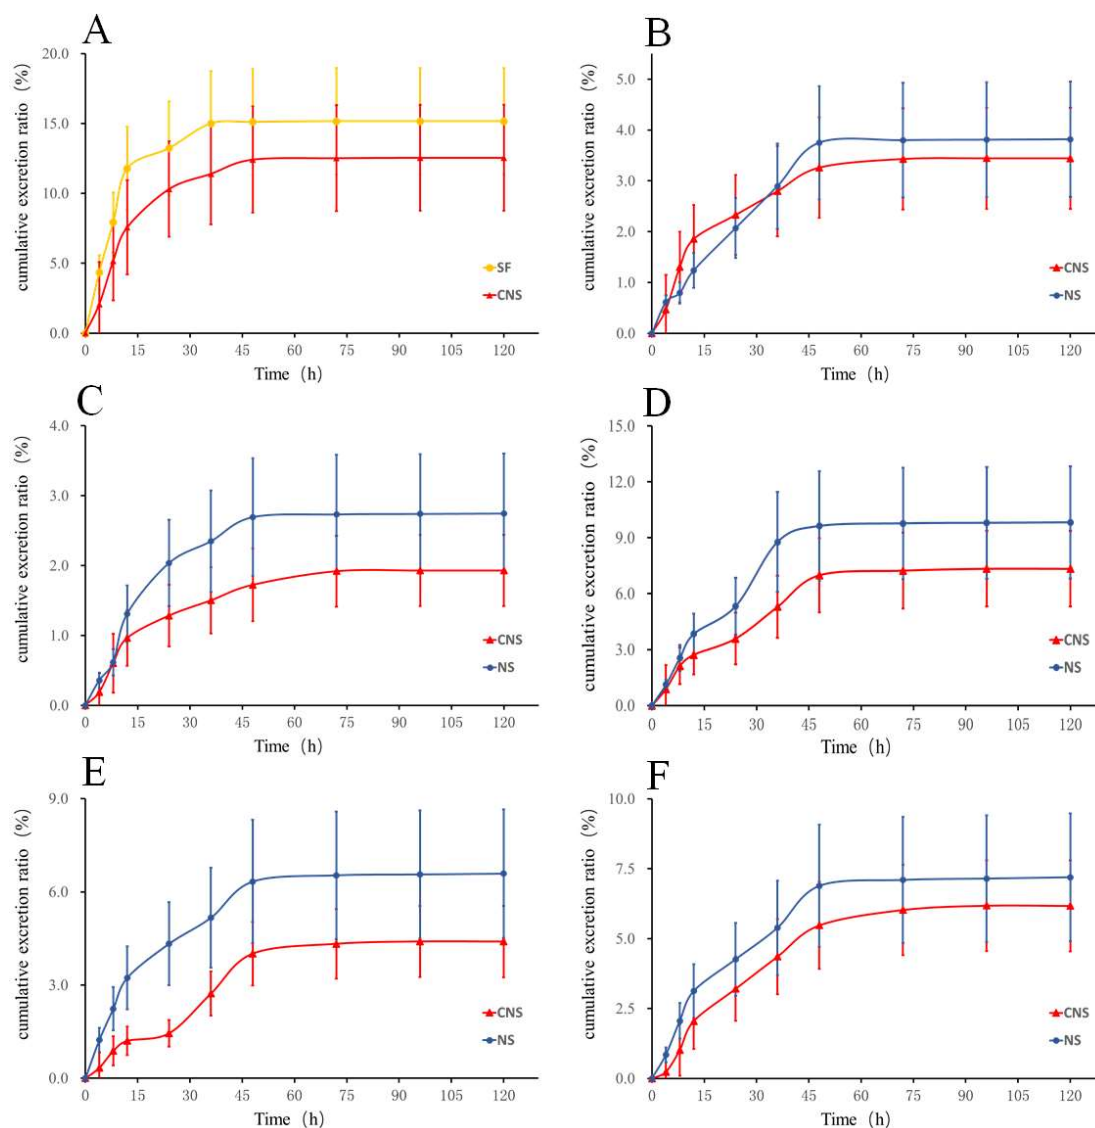 A
cumulative excretion ratio (%)
20.0
15.0
10.0
5.0
0.0
SF
CNS
0 15 30 45 60 75 90 105 120
Time (h)
B
cumulative excretion ratio (%)
5.0
4.0
3.0
2.0
1.0
0.0
CNS
NS
0 15 30 45 60 75 90 105 120
Time (h)
C
cumulative excretion ratio (%)
4.0
3.0
2.0
1.0
0.0
CNS
NS
0 15 30 45 60 75 90 105 120
Time (h)
D
cumulative excretion ratio (%)
15.0
12.0
9.0
6.0
3.0
0.0
CNS
NS
0 15 30 45 60 75 90 105 120
Time (h)
E
cumulative excretion ratio (%)
9.0
6.0
3.0
0.0
CNS
NS
0 15 30 45 60 75 90 105 120
Time (h)
F
cumulative excretion ratio (%)
10.0
7.5
5.0
2.5
0.0
CNS
NS
0 15 30 45 60 75 90 105 120
Time (h)